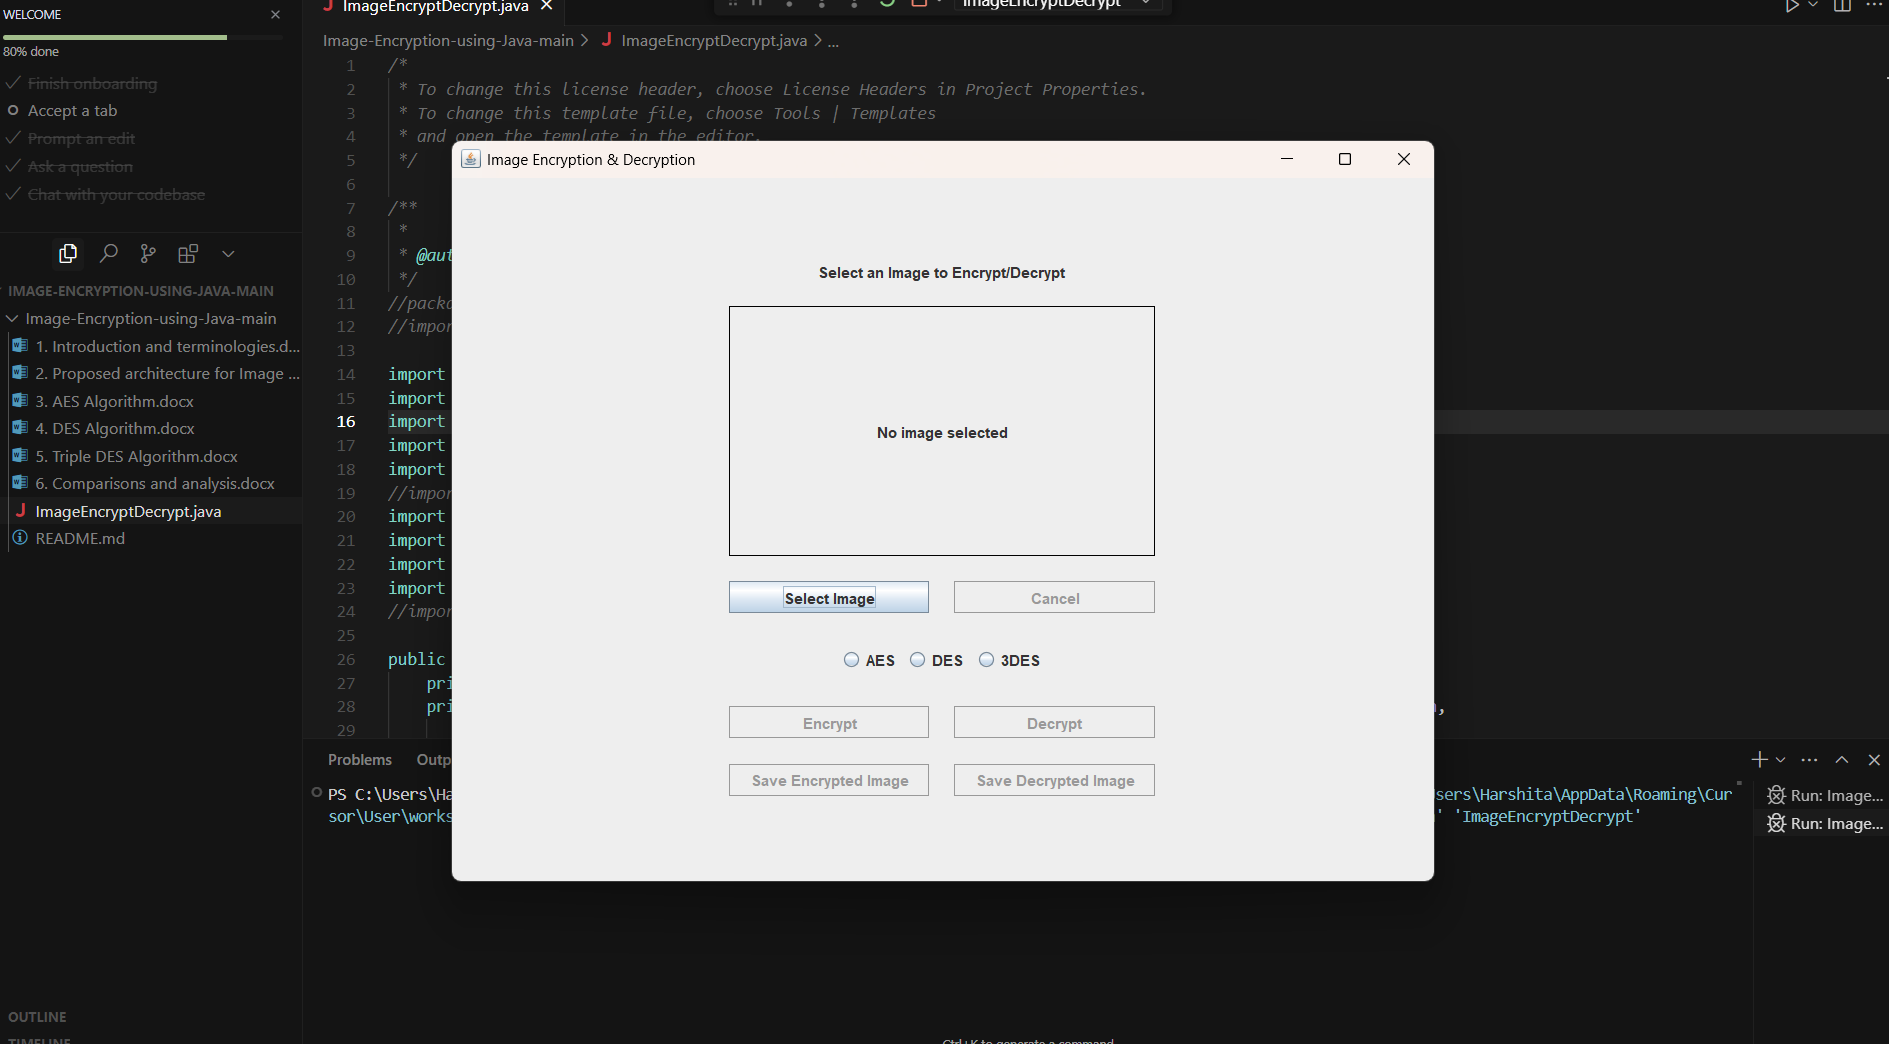 WELCOME
80% done
Finish onboarding
Accept a tab
Prompt an edit
Ask a question
Chat with your codebase
IMAGE-ENCRYPTION-USING-JAVA-MAIN
Image-Encryption-using-Java-main
1. Introduction and terminologies.d...
2. Proposed architecture for Image ...
3. AES Algorithm.docx
4. DES Algorithm.docx
5. Triple DES Algorithm.docx
6. Comparisons and analysis.docx
J ImageEncryptDecrypt.java
README.md
OUTLINE
TIMELINE
J ImageEncryptDecrypt.java
ImageEncryptDecrypt
Image-Encryption-using-Java-main > J ImageEncryptDecrypt.java > ...
1 /*
2 * To change this license header, choose License Headers in Project Properties.
3 * To change this template file, choose Tools | Templates
4 * and open the template in the editor.
5 */
6
7 /**
8 *
9 * @aut
10 */
11 //packa
12 //impor
13
14 import
15 import
16 import
17 import
18 import
19 //impor
20 import
21 import
22 import
23 import
24 //impor
25
26 public
27 pri
28 pri ,
29
Image Encryption & Decryption
Select an Image to Encrypt/Decrypt
No image selected
Select Image
Cancel
AES DES 3DES
Encrypt
Decrypt
Save Encrypted Image
Save Decrypted Image
Problems Outp
PS C:\Users\Ha sers\Harshita\AppData\Roaming\Cur
sor\User\works ' 'ImageEncryptDecrypt'
Run: Image...
Run: Image...
Ctrl+K to generate a command